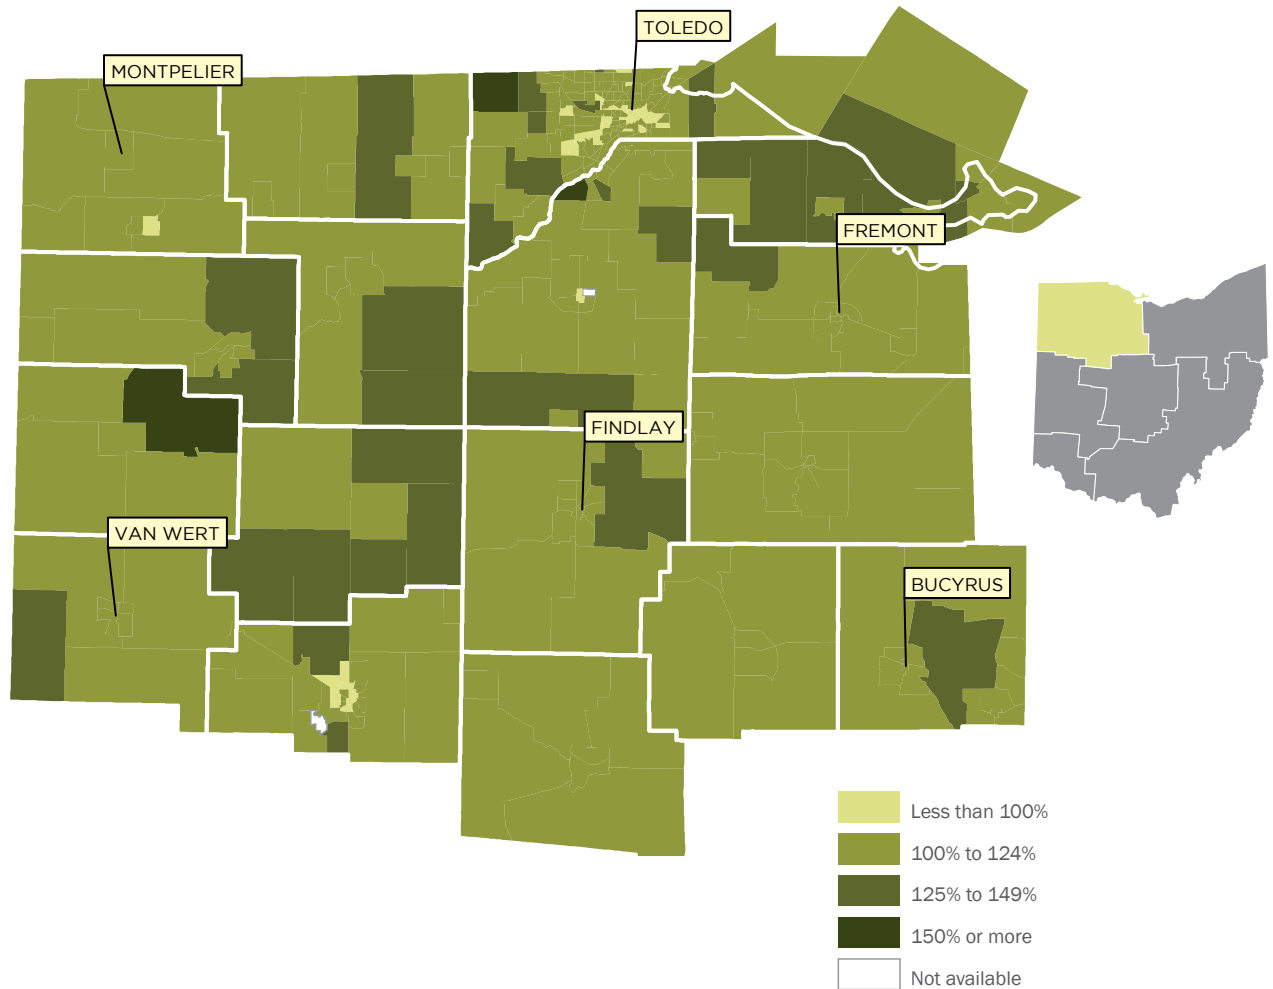 TOLEDO
MONTPELIER
FREMONT
FINDLAY
VAN WERT
BUCYRUS
Less than 100%
100% to 124%
125% to 149%
150% or more
Not available